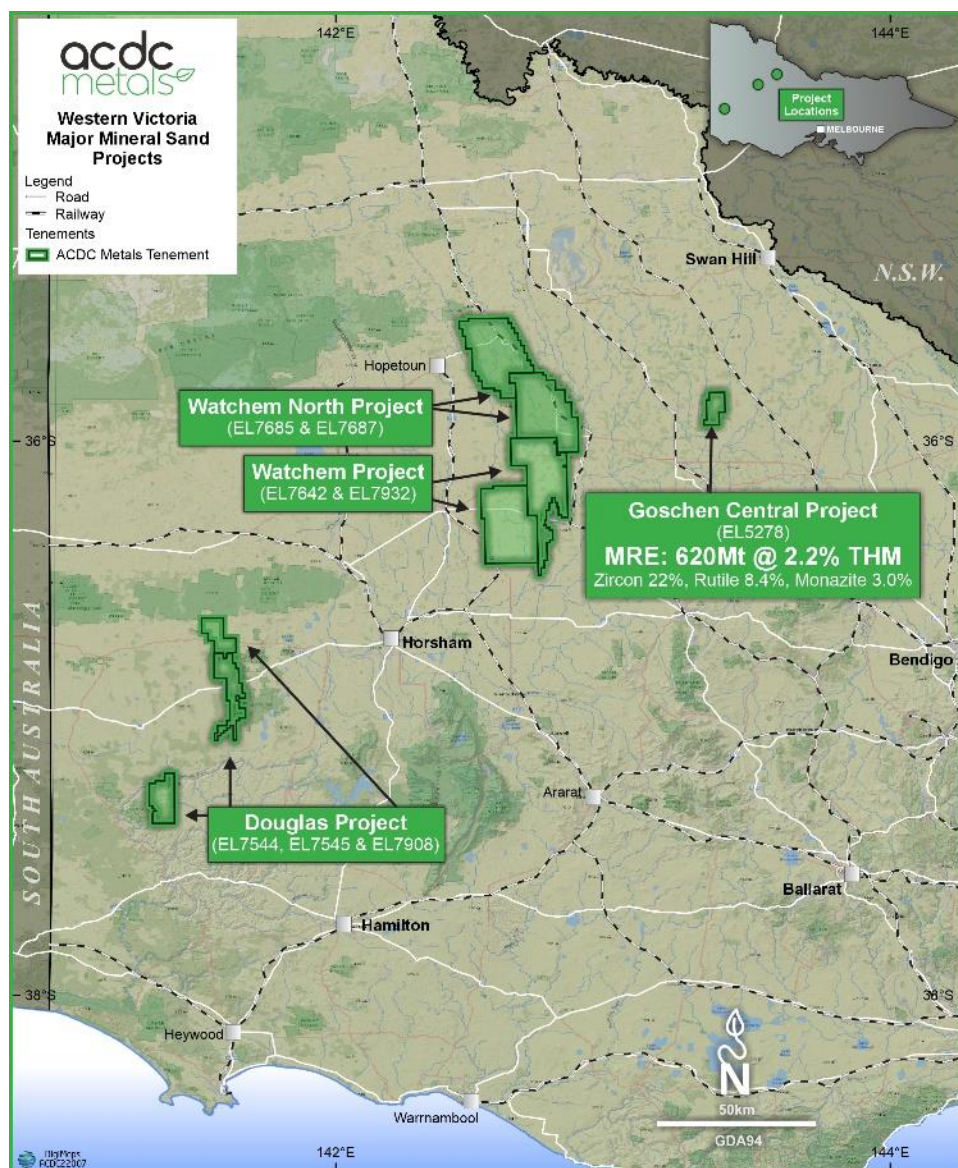 acdc
metals
Western Victoria
Major Mineral Sand
Projects
Legend
Road
Railway
Tenements
ACDC Metals Tenement
142°E
144°E
Project
Locations
MELBOURNE
Swan Hill
N.S.W.
Hopetoun
Watchem North Project
(EL7685 & EL7687)
36°S
36°S
Watchem Project
(EL7642 & EL7932)
Goschen Central Project
(EL5278)
MRE: 620Mt @ 2.2% THM
Zircon 22%, Rutile 8.4%, Monazite 3.0%
SOUTH AUSTRALIA
Horsham
Bendigo
Ararat
Douglas Project
(EL7544, EL7545 & EL7908)
Ballarat
Hamilton
38°S
38°S
Heywood
N
50km
Warrnambool
GDA94
DigiMaps
ACDC22007
142°E
144°E